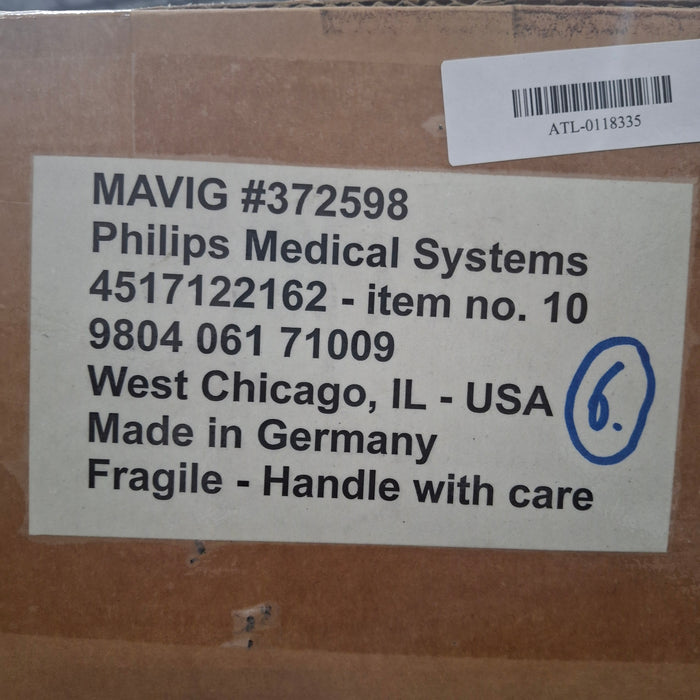 ATL-0118335
MAVIG #372598
Philips Medical Systems
4517122162 - item no. 10
9804 061 71009
West Chicago, IL - USA
Made in Germany
Fragile - Handle with care
6.